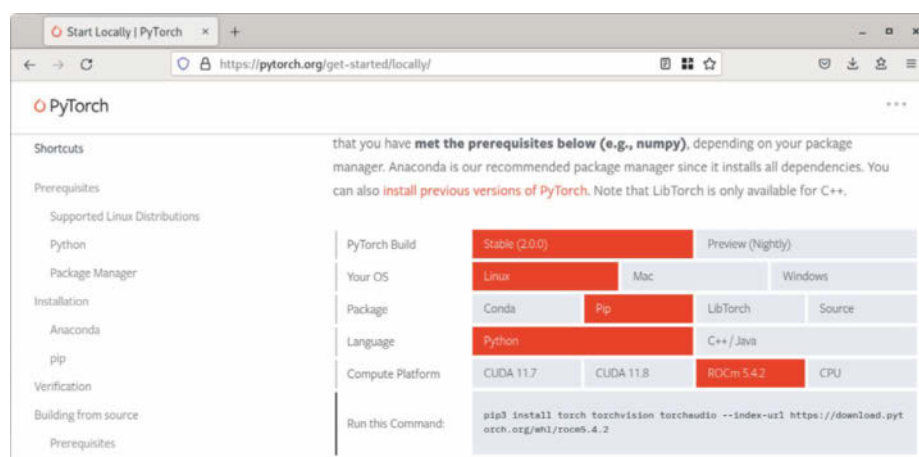 Start Locally | PyTorch × +
https://pytorch.org/get-started/locally/
PyTorch
Shortcuts
Prerequisites
Supported Linux Distributions
Python
Package Manager
Installation
Anaconda
pip
Verification
Building from source
Prerequisites
that you have met the prerequisites below (e.g., numpy), depending on your package
manager. Anaconda is our recommended package manager since it installs all dependencies. You
can also install previous versions of PyTorch. Note that LibTorch is only available for C++.
PyTorch Build Stable (2.0.0) Preview (Nightly)
Your OS Linux Mac Windows
Package Conda Pip LibTorch Source
Language Python C++ / Java
Compute Platform CUDA 11.7 CUDA 11.8 ROCm 5.4.2 CPU
Run this Command: pip3 install torch torchvision torchaudio --index-url https://download.pyt
orch.org/whl/rocm5.4.2